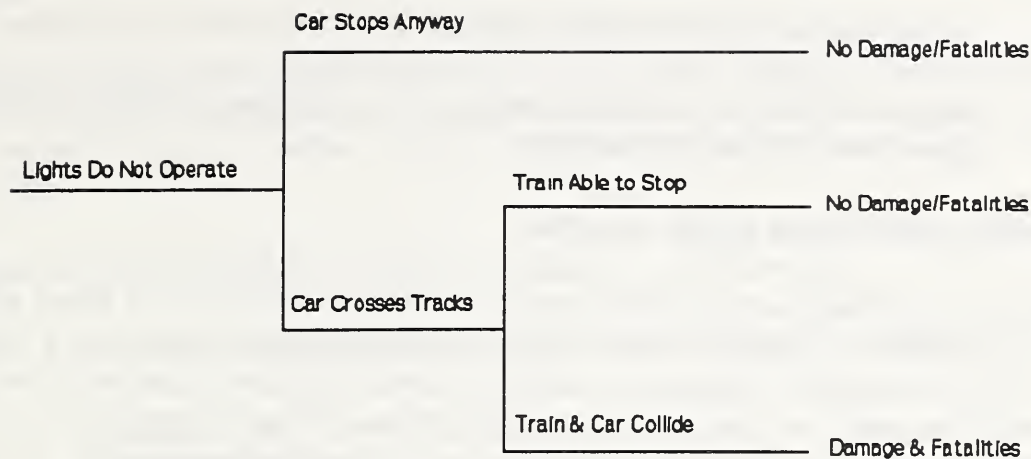 Car Stops Anyway
No Damage/Fatalities
Lights Do Not Operate
Train Able to Stop
No Damage/Fatalities
Car Crosses Tracks
Train & Car Collide
Damage & Fatalities